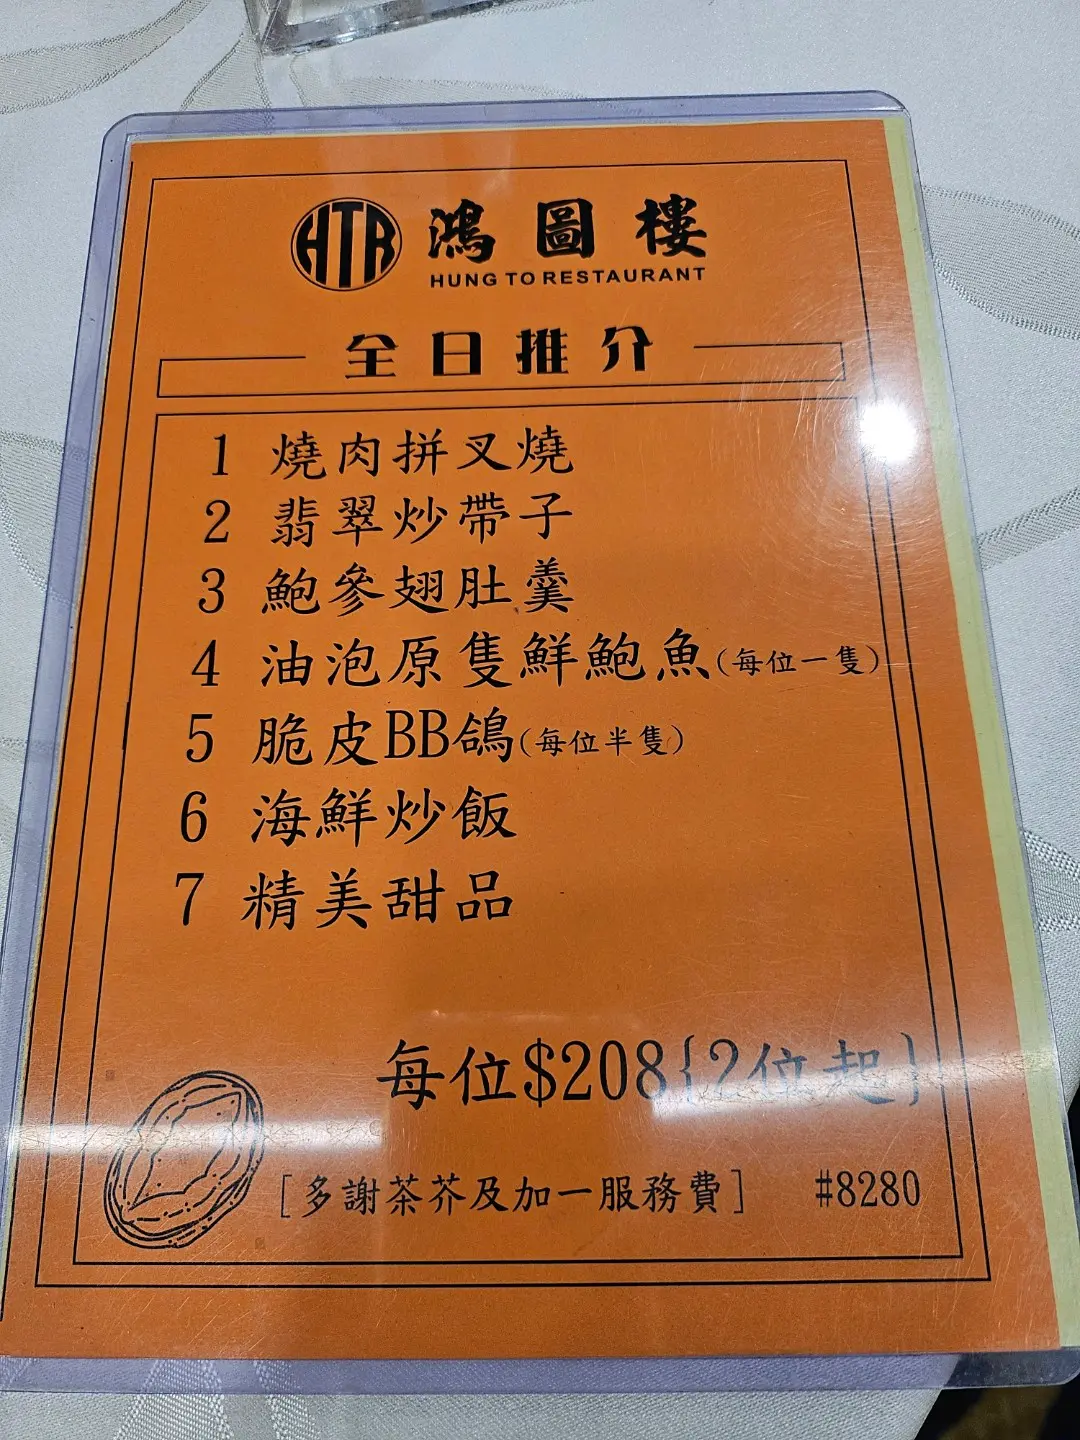 HTR 鴻圖樓
HUNG TO RESTAURANT
全日推介
1 燒肉拼叉燒
2 翡翠炒帶子
3 鮑參翅肚羹
4 油泡原隻鮮鮑魚(每位一隻)
5 脆皮BB鴿(每位半隻)
6 海鮮炒飯
7 精美甜品
每位$208{2位起}
[多謝茶芥及加一服務費] #8280